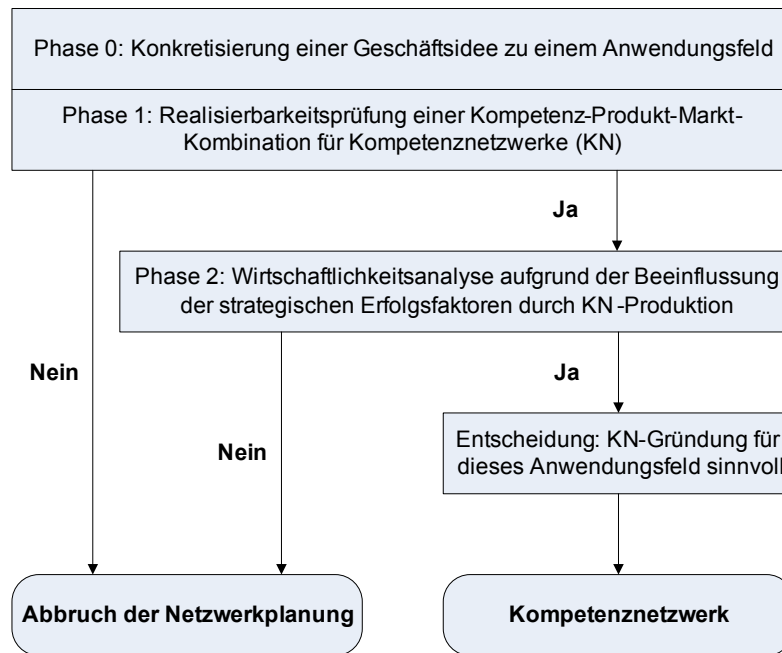 Phase 0: Konkretisierung einer Geschäftsidee zu einem Anwendungsfeld
Phase 1: Realisierbarkeitsprüfung einer Kompetenz-Produkt-Markt-
Kombination für Kompetenznetzwerke (KN)
Ja
Phase 2: Wirtschaftlichkeitsanalyse aufgrund der Beeinflussung
der strategischen Erfolgsfaktoren durch KN-Produktion
Nein
Ja
Nein
Entscheidung: KN-Gründung für
dieses Anwendungsfeld sinnvoll
Abbruch der Netzwerkplanung
Kompetenznetzwerk